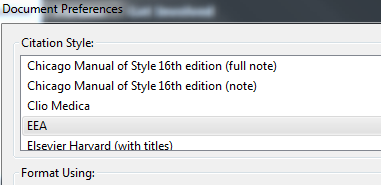 Document Preferences
Citation Style:
Chicago Manual of Style 16th edition (full note)
Chicago Manual of Style 16th edition (note)
Clio Medica
EEA
Elsevier Harvard (with titles)
Format Using: